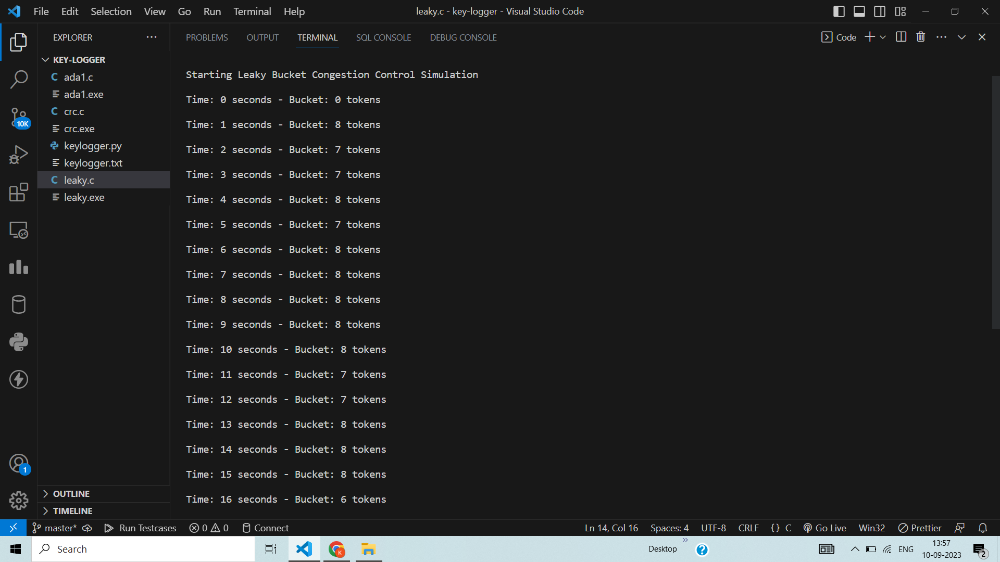 File Edit Selection View Go Run Terminal Help
leaky.c - key-logger - Visual Studio Code
EXPLORER
KEY-LOGGER
ada1.c
ada1.exe
crc.c
crc.exe
keylogger.py
keylogger.txt
leaky.c
leaky.exe
10K
1
OUTLINE
TIMELINE
PROBLEMS OUTPUT TERMINAL SQL CONSOLE DEBUG CONSOLE
Code
Starting Leaky Bucket Congestion Control Simulation
Time: 0 seconds - Bucket: 0 tokens
Time: 1 seconds - Bucket: 8 tokens
Time: 2 seconds - Bucket: 7 tokens
Time: 3 seconds - Bucket: 7 tokens
Time: 4 seconds - Bucket: 8 tokens
Time: 5 seconds - Bucket: 7 tokens
Time: 6 seconds - Bucket: 8 tokens
Time: 7 seconds - Bucket: 8 tokens
Time: 8 seconds - Bucket: 8 tokens
Time: 9 seconds - Bucket: 8 tokens
Time: 10 seconds - Bucket: 8 tokens
Time: 11 seconds - Bucket: 7 tokens
Time: 12 seconds - Bucket: 7 tokens
Time: 13 seconds - Bucket: 8 tokens
Time: 14 seconds - Bucket: 8 tokens
Time: 15 seconds - Bucket: 8 tokens
Time: 16 seconds - Bucket: 6 tokens
master* Run Testcases 0 0 Connect
Ln 14, Col 16 Spaces: 4 UTF-8 CRLF {} C Go Live Win32 Prettier
Search
K
Desktop
ENG
13:57
10-09-2023
2